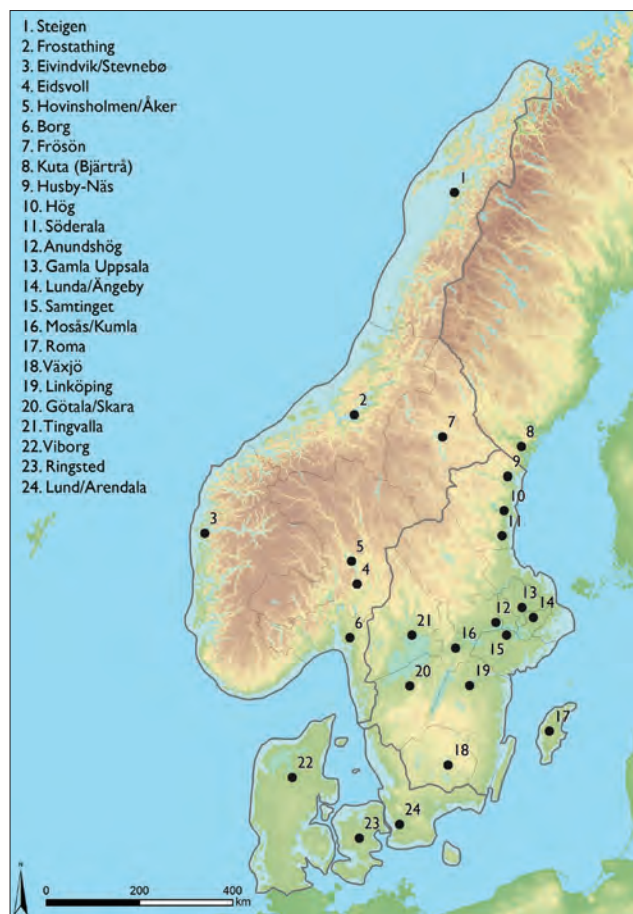 1. Steigen
2. Frostathing
3. Eivindvik/Stevnebø
4. Eidsvoll
5. Hovinsholmen/Åker
6. Borg
7. Frösön
8. Kuta (Bjärtrå)
9. Husby-Näs
10. Hög
11. Söderala
12. Anundshög
13. Gamla Uppsala
14. Lunda/Ängeby
15. Samtinget
16. Mosås/Kumla
17. Roma
18. Växjö
19. Linköping
20. Götala/Skara
21. Tingvalla
22. Viborg
23. Ringsted
24. Lund/Arendala
1
2
7
8
9
10
3
11
5
4
13
14
12
6
21
16
15
20
19
17
18
22
24
23
N
0 200 400
km